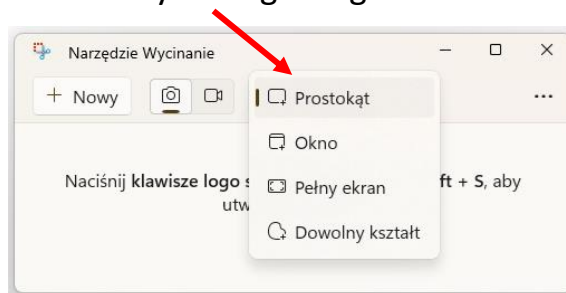 Narzędzie Wycinanie
+ Nowy
Prostokąt
Okno
Naciśnij klawisze logo s ft + S, aby
Pełny ekran
utw
Dowolny kształt